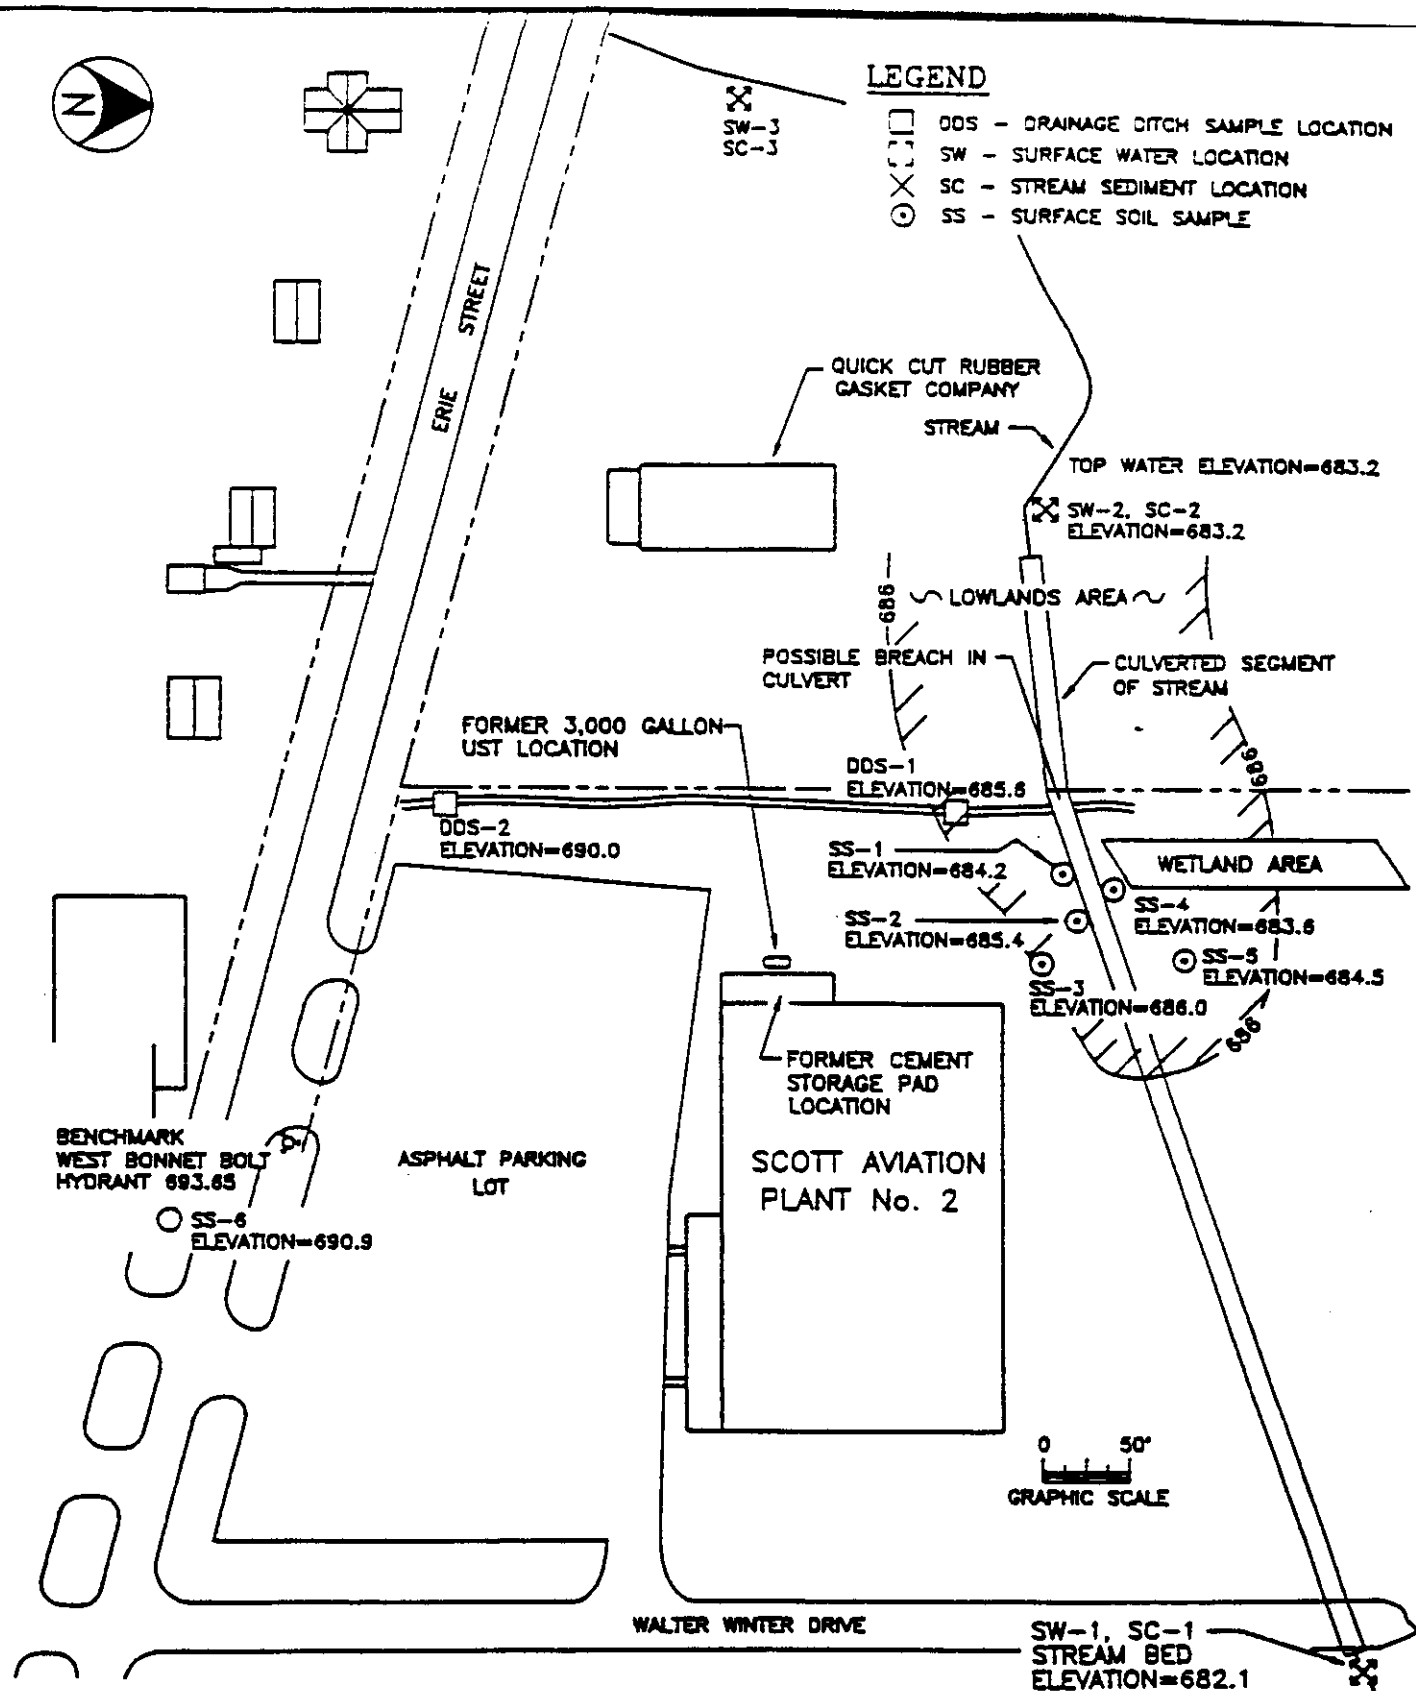 N
SW-3
SC-3
LEGEND
DDS - DRAINAGE DITCH SAMPLE LOCATION
SW - SURFACE WATER LOCATION
SC - STREAM SEDIMENT LOCATION
SS - SURFACE SOIL SAMPLE
ERIE STREET
QUICK CUT RUBBER
GASKET COMPANY
STREAM
TOP WATER ELEVATION=683.2
SW-2, SC-2
ELEVATION=683.2
686
LOWLANDS AREA
POSSIBLE BREACH IN
CULVERT
CULVERTED SEGMENT
OF STREAM
FORMER 3,000 GALLON
UST LOCATION
686
DDS-1
ELEVATION=685.6
DDS-2
ELEVATION=690.0
SS-1
ELEVATION=684.2
WETLAND AREA
SS-2
ELEVATION=685.4
SS-4
ELEVATION=683.6
SS-5
ELEVATION=684.5
SS-3
ELEVATION=686.0
686
FORMER CEMENT
STORAGE PAD
LOCATION
BENCHMARK
WEST BONNET BOLT
HYDRANT 693.65
ASPHALT PARKING
LOT
SCOTT AVIATION
PLANT No. 2
SS-6
ELEVATION=690.9
0 50'
GRAPHIC SCALE
WALTER WINTER DRIVE
SW-1, SC-1
STREAM BED
ELEVATION=682.1